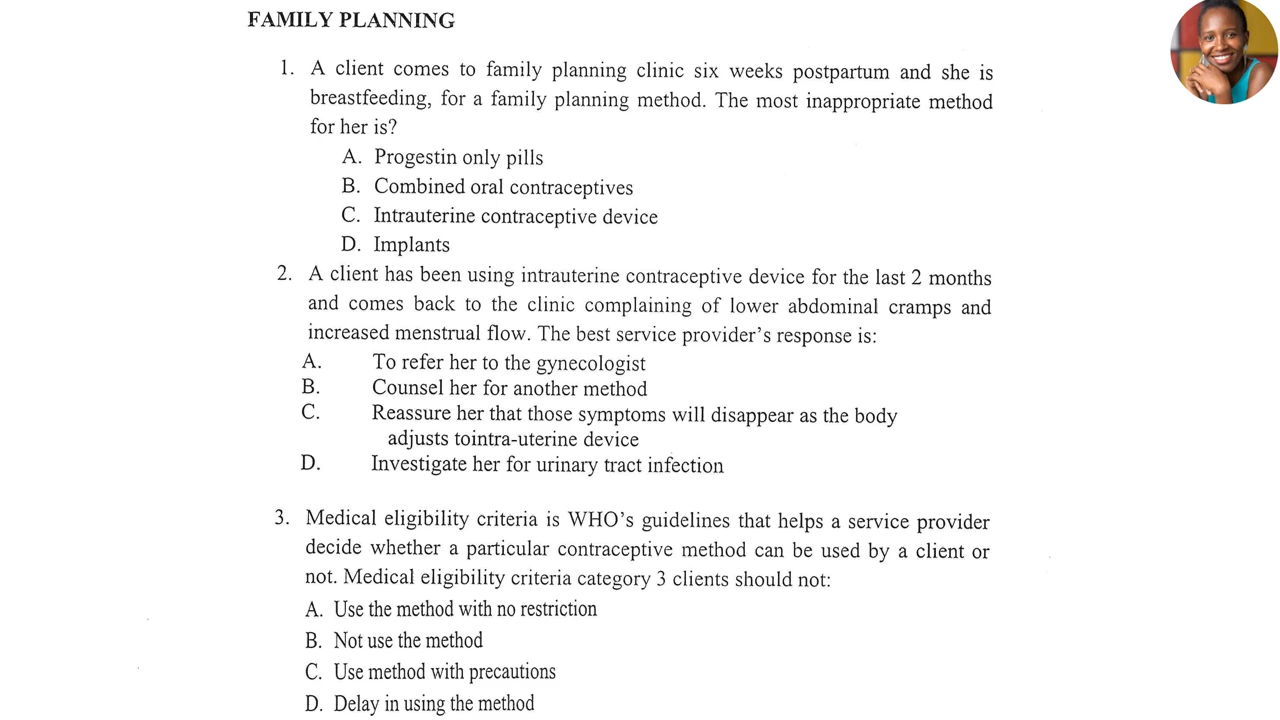 FAMILY PLANNING
1. A client comes to family planning clinic six weeks postpartum and she is
breastfeeding, for a family planning method. The most inappropriate method
for her is?
A. Progestin only pills
B. Combined oral contraceptives
C. Intrauterine contraceptive device
D. Implants
2. A client has been using intrauterine contraceptive device for the last 2 months
and comes back to the clinic complaining of lower abdominal cramps and
increased menstrual flow. The best service provider's response is:
A. To refer her to the gynecologist
B. Counsel her for another method
C. Reassure her that those symptoms will disappear as the body
adjusts tointra-uterine device
D. Investigate her for urinary tract infection
3. Medical eligibility criteria is WHO's guidelines that helps a service provider
decide whether a particular contraceptive method can be used by a client or
not. Medical eligibility criteria category 3 clients should not:
A. Use the method with no restriction
B. Not use the method
C. Use method with precautions
D. Delay in using the method